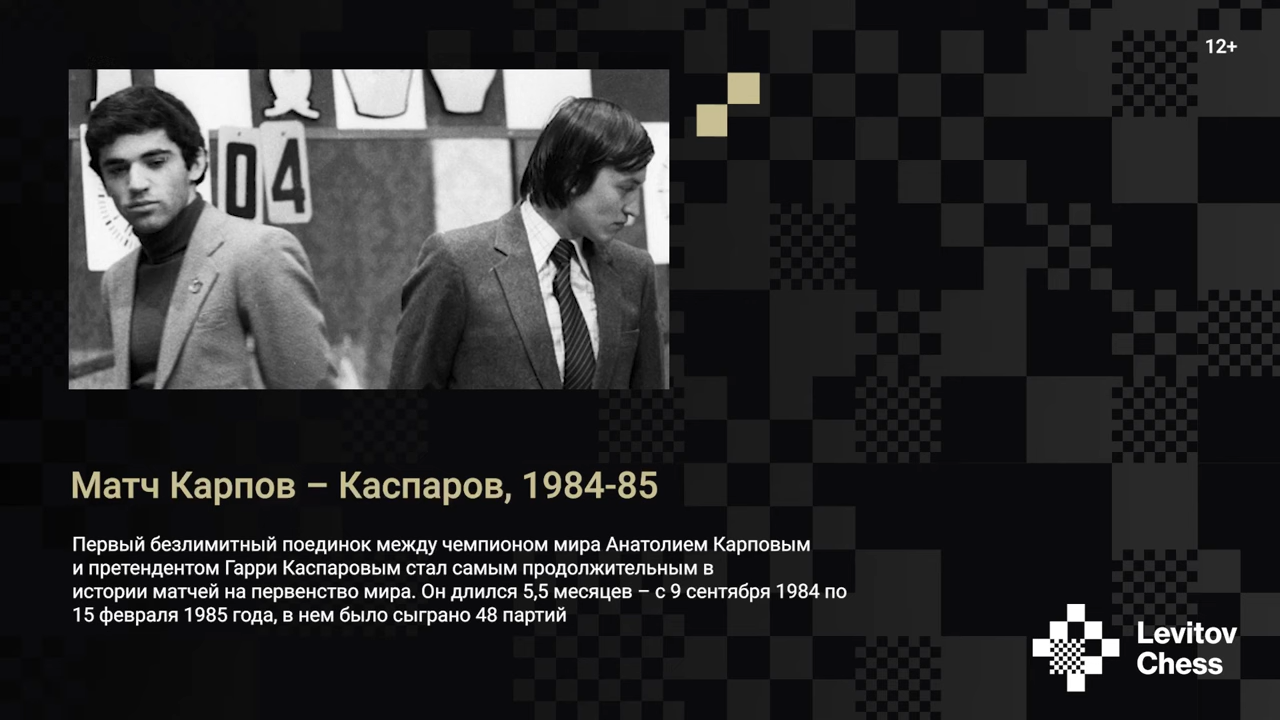 12+
04
Матч Карпов – Каспаров, 1984-85
Первый безлимитный поединок между чемпионом мира Анатолием Карповым
и претендентом Гарри Каспаровым стал самым продолжительным в
истории матчей на первенство мира. Он длился 5,5 месяцев – с 9 сентября 1984 по
15 февраля 1985 года, в нем было сыграно 48 партий
Levitov
Chess